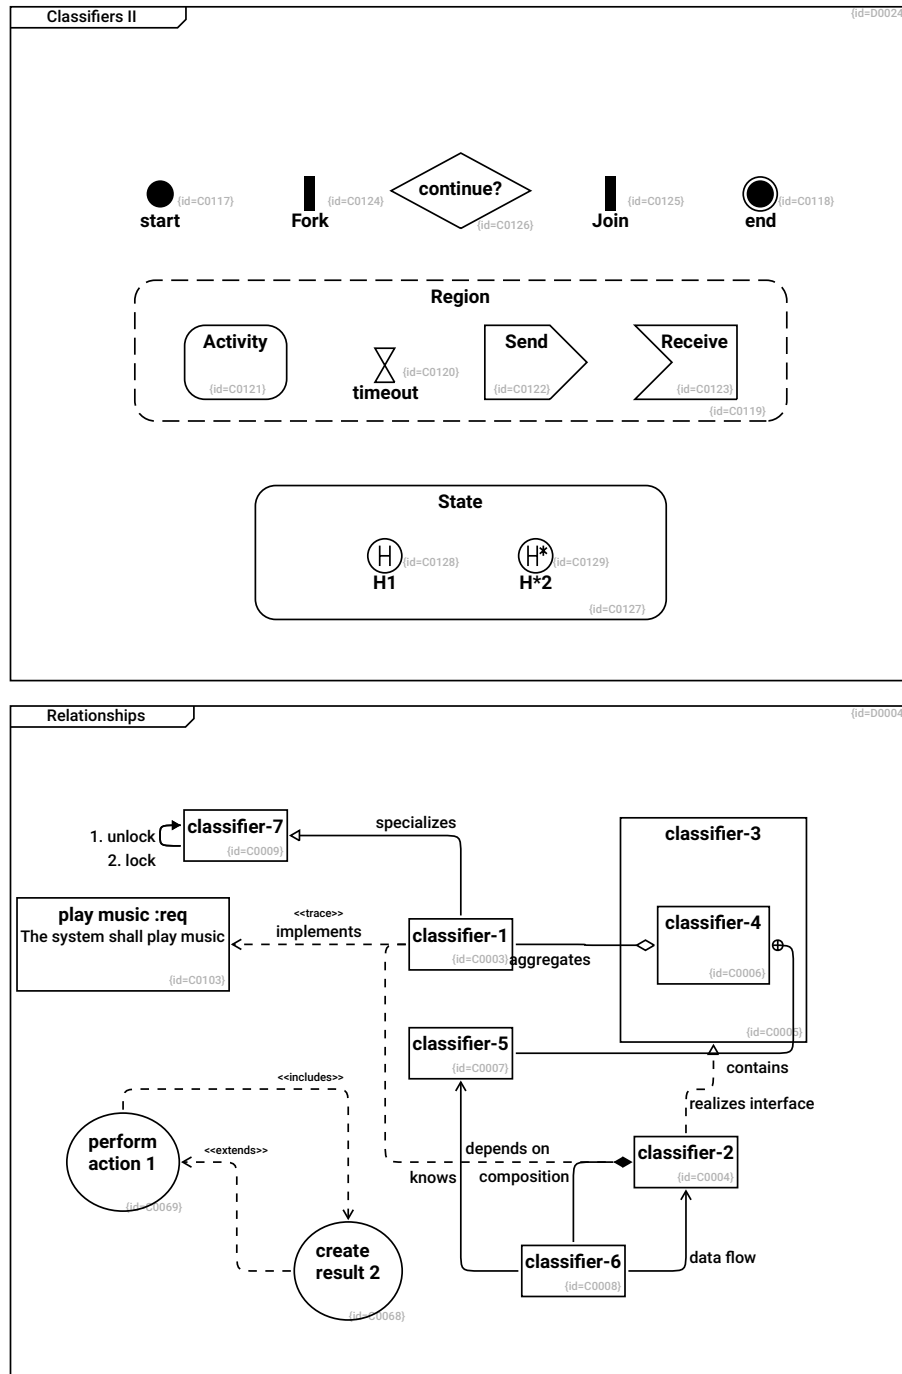 Classifiers II
{id=D0024
continue?
{id=C0117}
{id=C0124}
{id=C0125}
{id=C0118}
start
Fork
{id=C0126}
Join
end
Region
Activity
Send
Receive
{id=C0120}
{id=C0121}
timeout
{id=C0122}
{id=C0123}
{id=C0119}
State
H
{id=C0128}
H*
{id=C0129}
H1
H*2
{id=C0127}
Relationships
{id=D0004
classifier-7
specializes
1. unlock
2. lock
{id=C0009}
classifier-3
play music :req
The system shall play music
{id=C0103}
<<trace>>
implements
classifier-1
{id=C0003}
aggregates
classifier-4
{id=C0006}
{id=C0005}
classifier-5
{id=C0007}
contains
<<includes>>
realizes interface
perform
action 1
{id=C0069}
<<extends>>
depends on
knows
composition
classifier-2
{id=C0004}
create
result 2
{id=C0068}
classifier-6
{id=C0008}
data flow